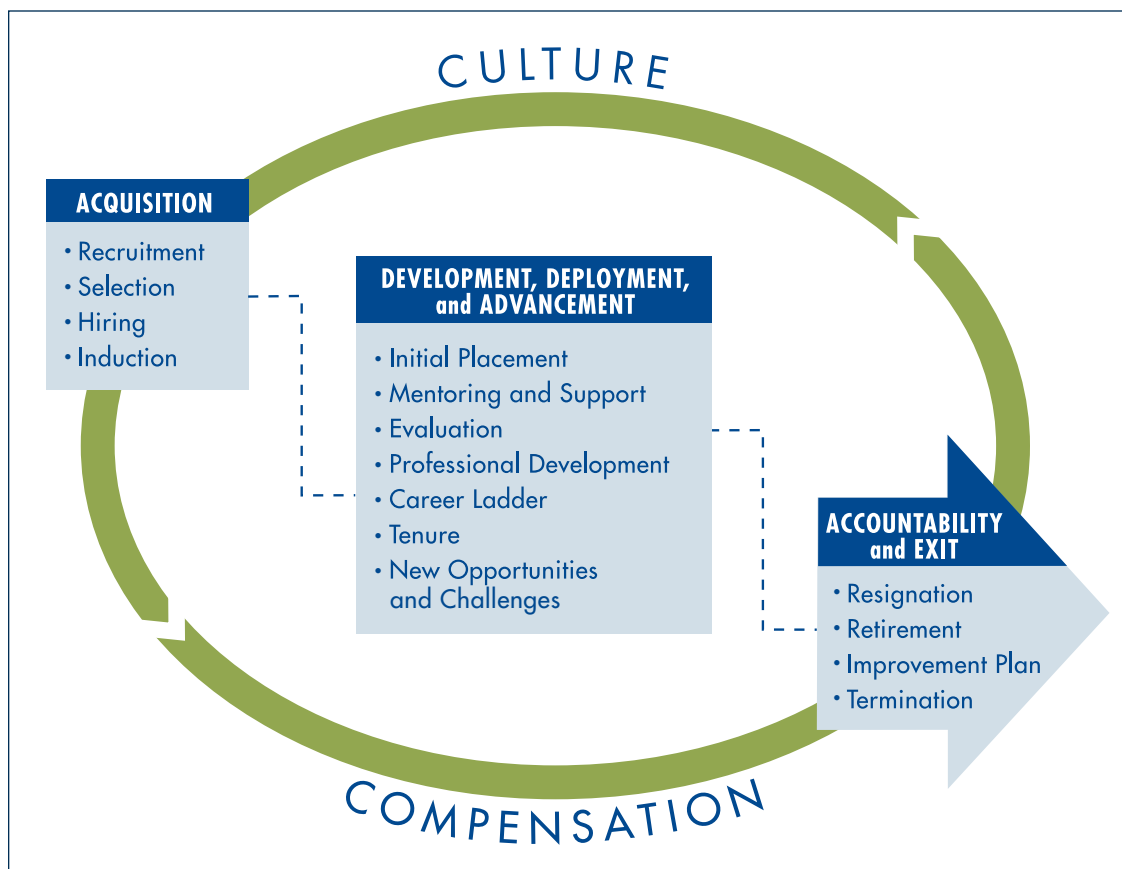 CULTURE
ACQUISITION
• Recruitment
• Selection
• Hiring
• Induction
DEVELOPMENT, DEPLOYMENT,
and ADVANCEMENT
• Initial Placement
• Mentoring and Support
• Evaluation
• Professional Development
• Career Ladder
• Tenure
• New Opportunities
and Challenges
ACCOUNTABILITY
and EXIT
• Resignation
• Retirement
• Improvement Plan
• Termination
COMPENSATION